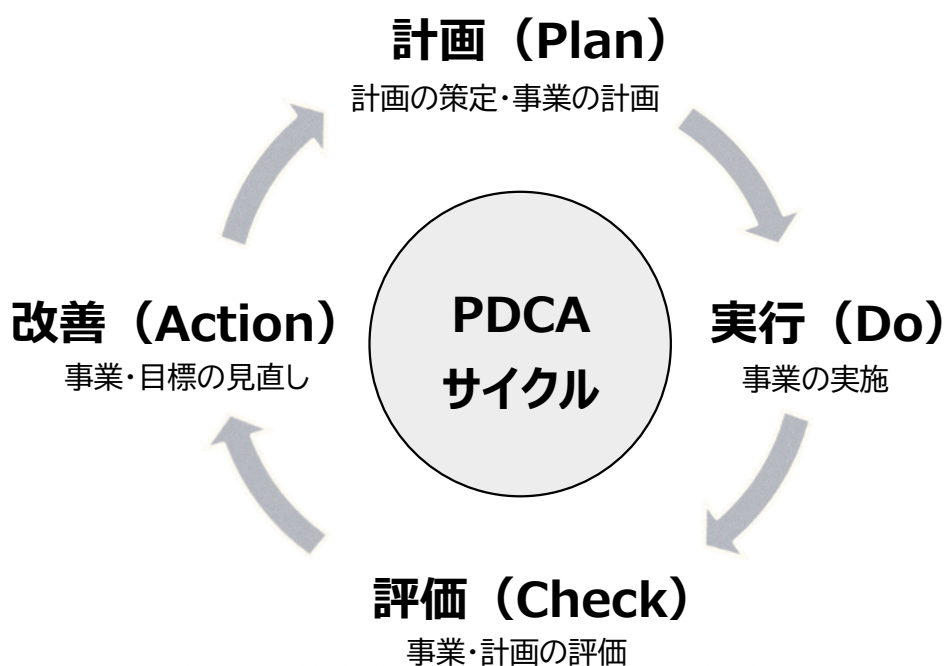 計画（Plan）
計画の策定・事業の計画
改善（Action）
事業・目標の見直し
PDCA
サイクル
実行（Do）
事業の実施
評価（Check）
事業・計画の評価